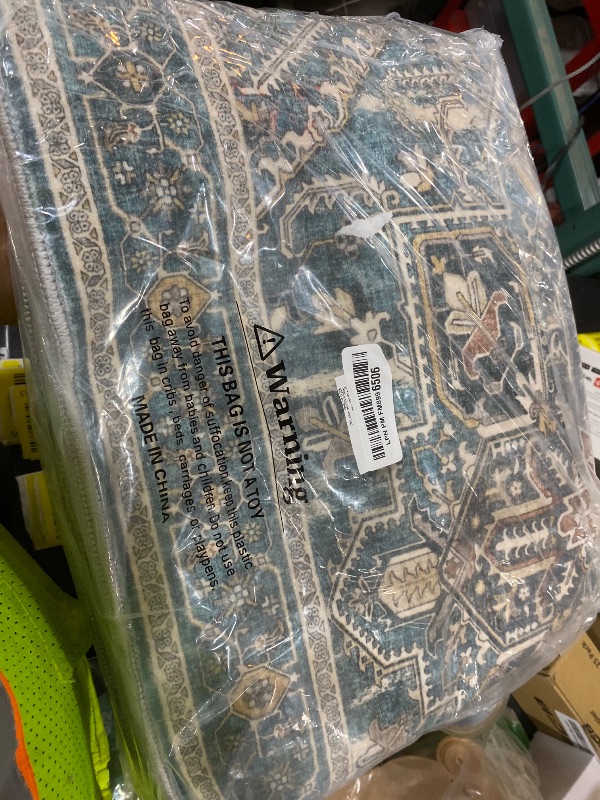 ⚠Warning
THIS BAG IS NOT A TOY
To avoid danger of suffocation, keep this plastic
bag away from babies and children. Do not use
this bag in cribs, beds, carriages or playpens.
MADE IN CHINA
9056